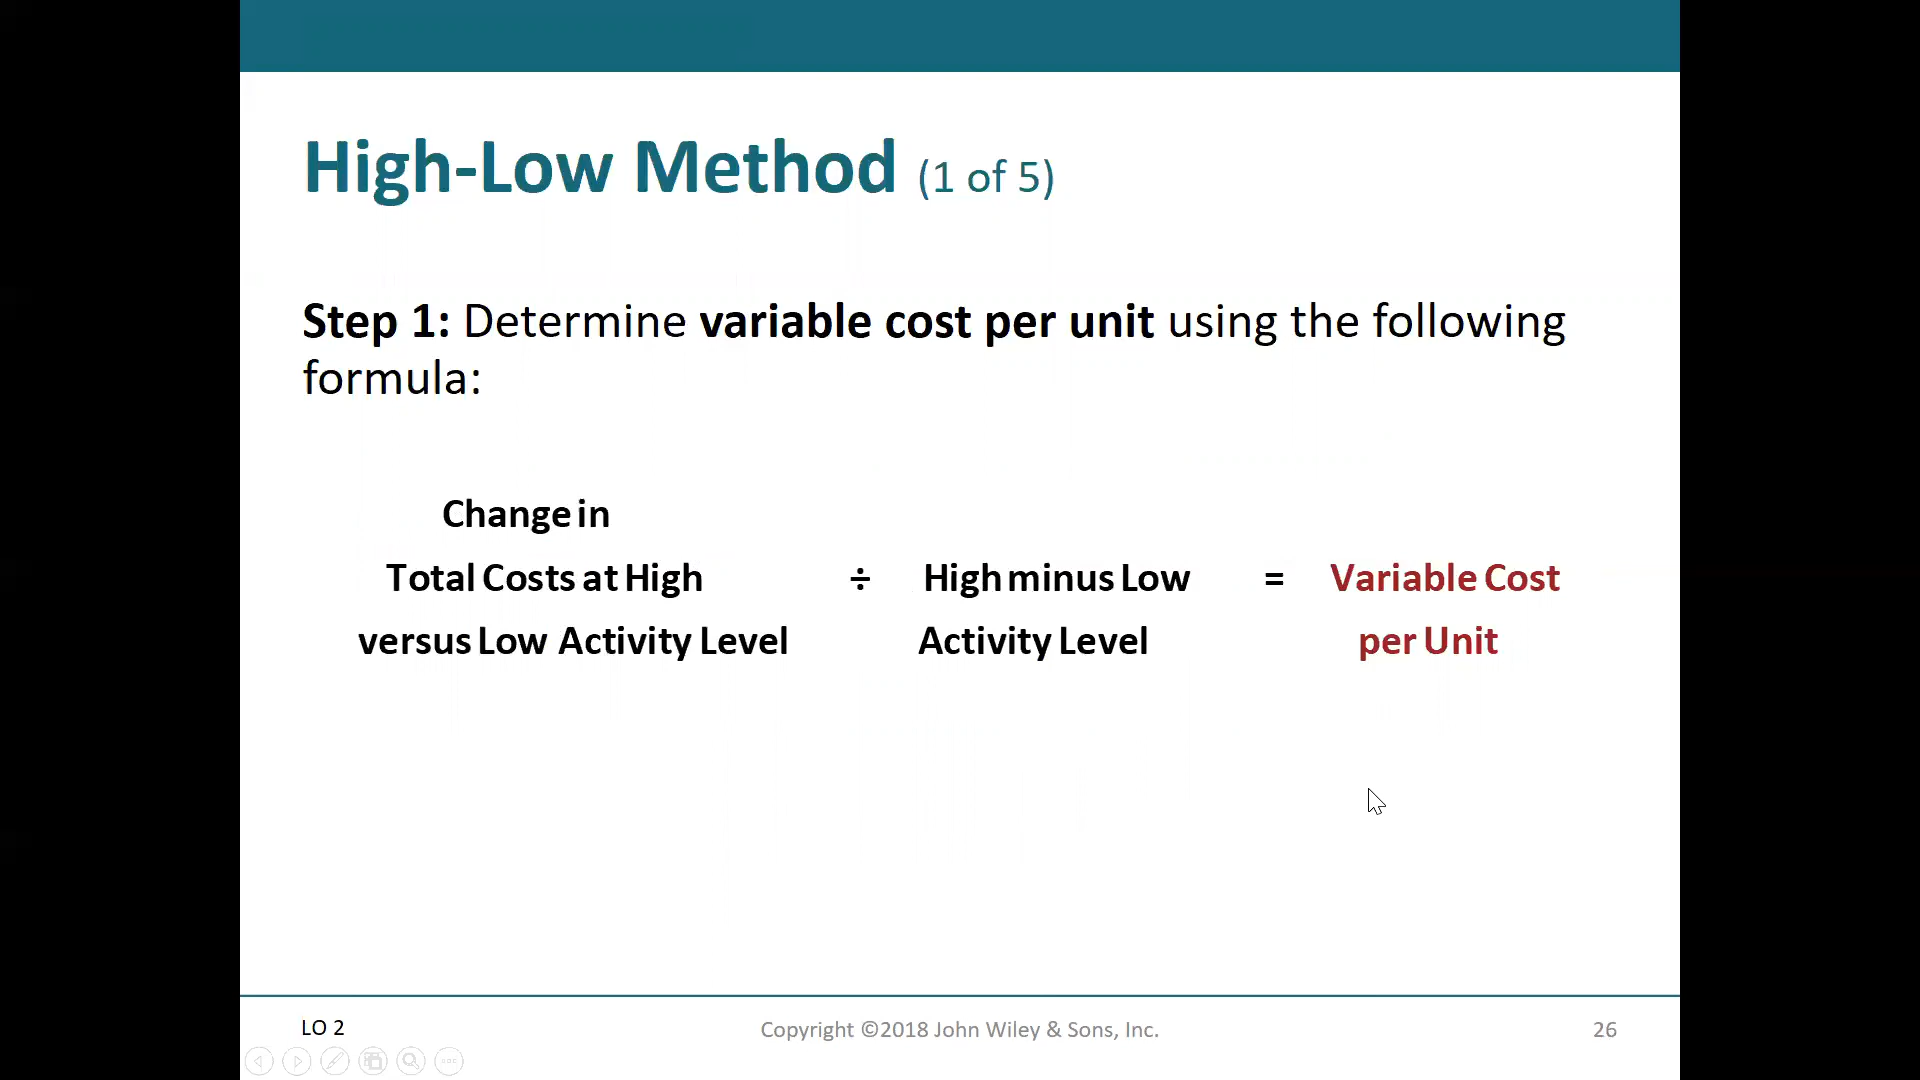 High-Low Method (1 of 5)
Step 1: Determine variable cost per unit using the following
formula:
Change in
Total Costs at High ÷ High minus Low = Variable Cost
versus Low Activity Level Activity Level per Unit
LO 2 Copyright ©2018 John Wiley & Sons, Inc. 26